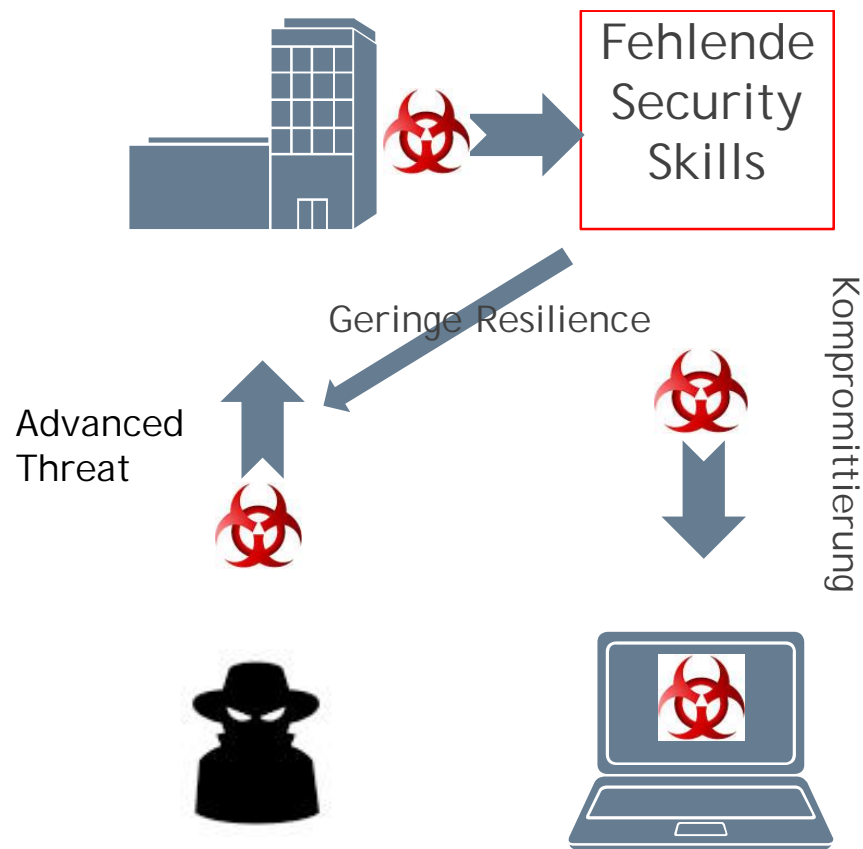 Fehlende
Security
Skills
Geringe Resilience
Kompromittierung
Advanced
Threat